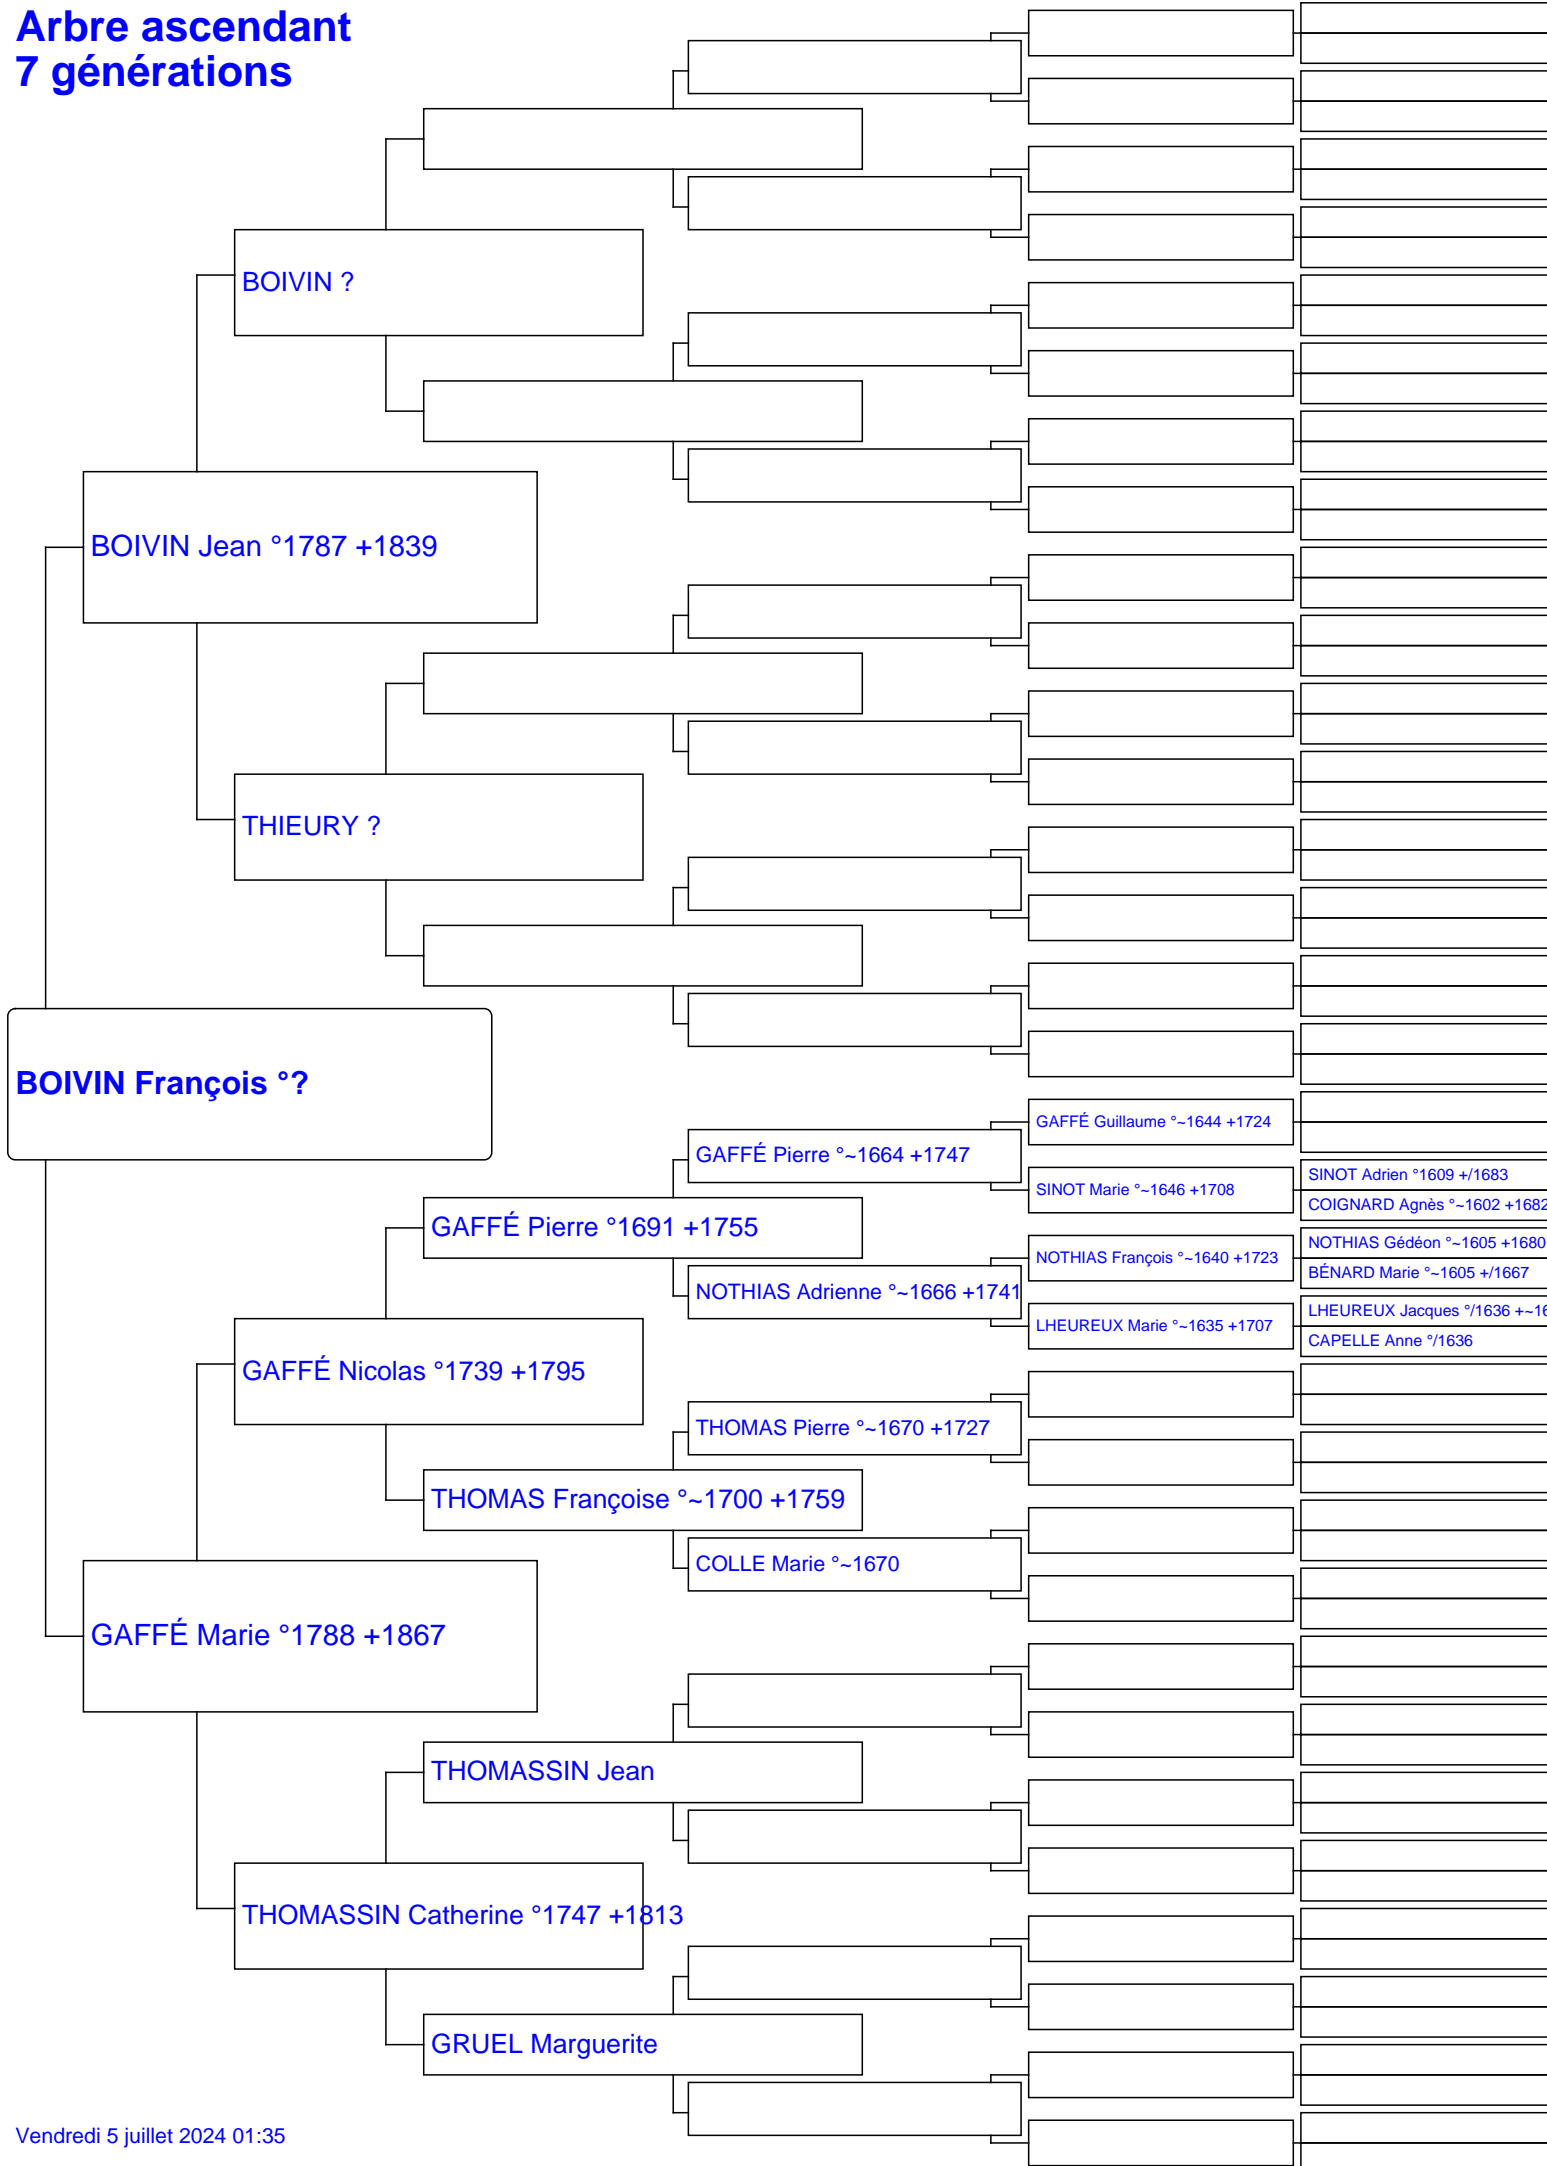 Arbre ascendant
7 générations
BOIVIN ?
BOIVIN Jean °1787 +1839
THIEURY ?
BOIVIN François °?
GAFFÉ Guillaume °~1644 +1724
GAFFÉ Pierre °~1664 +1747
SINOT Adrien °1609 +/1683
SINOT Marie °~1646 +1708
COIGNARD Agnès °~1602 +1682
GAFFÉ Pierre °1691 +1755
NOTHIAS Gédéon °~1605 +1680
NOTHIAS François °~1640 +1723
BÉNARD Marie °~1605 +/1667
NOTHIAS Adrienne °~1666 +1741
LHEUREUX Jacques °/1636 +~16
LHEUREUX Marie °~1635 +1707
CAPELLE Anne °/1636
GAFFÉ Nicolas °1739 +1795
THOMAS Pierre °~1670 +1727
THOMAS Françoise °~1700 +1759
COLLE Marie °~1670
GAFFÉ Marie °1788 +1867
THOMASSIN Jean
THOMASSIN Catherine °1747 +1813
GRUEL Marguerite
Vendredi 5 juillet 2024 01:35